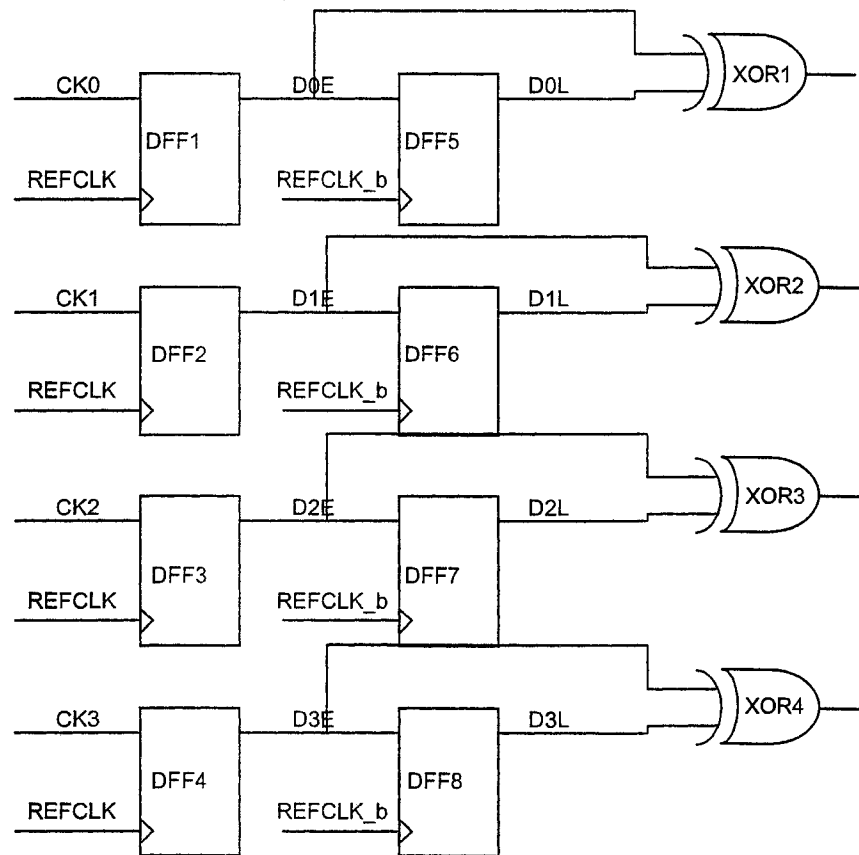 XOR1
CK0 D0E D0L
DFF1 DFF5
REFCLK REFCLK_b
XOR2
CK1 D1E D1L
DFF2 DFF6
REFCLK REFCLK_b
XOR3
CK2 D2E D2L
DFF3 DFF7
REFCLK REFCLK_b
XOR4
CK3 D3E D3L
DFF4 DFF8
REFCLK REFCLK_b